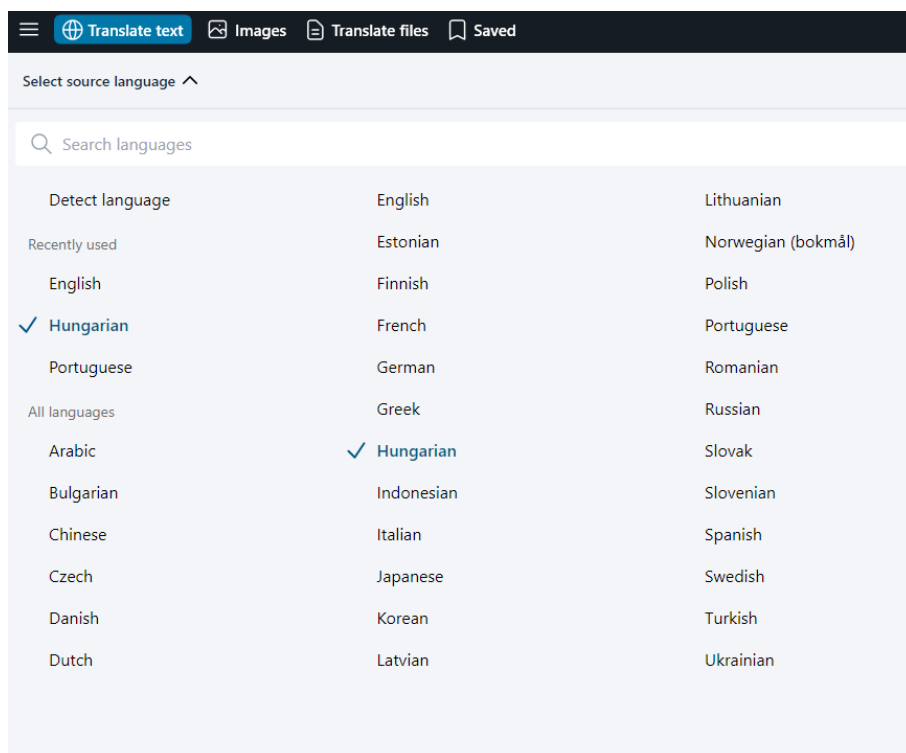 Translate text Images Translate files Saved
Select source language
Search languages
Detect language
Recently used
English
Hungarian
Portuguese
All languages
Arabic
Bulgarian
Chinese
Czech
Danish
Dutch
English
Estonian
Finnish
French
German
Greek
Hungarian
Indonesian
Italian
Japanese
Korean
Latvian
Lithuanian
Norwegian (bokmål)
Polish
Portuguese
Romanian
Russian
Slovak
Slovenian
Spanish
Swedish
Turkish
Ukrainian